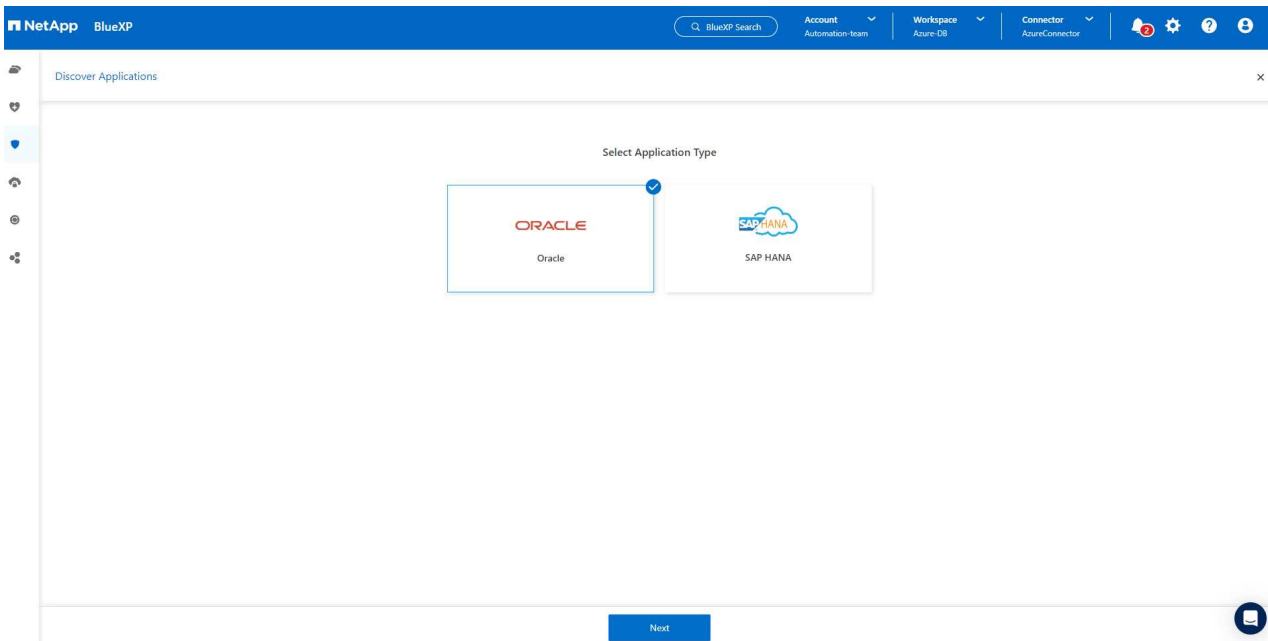 NetApp BlueXP
BlueXP Search
Account
Automation-team
Workspace
Azure-DB
Connector
AzureConnector
2
Discover Applications
Select Application Type
ORACLE
Oracle
SAP HANA
SAP HANA
Next